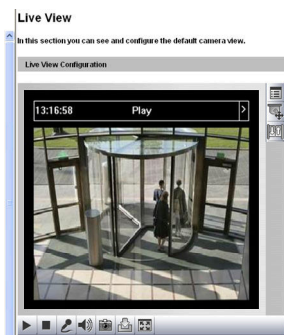 Live View
In this section you can see and configure the default camera view.
Live View Configuration
13:16:58 Play >